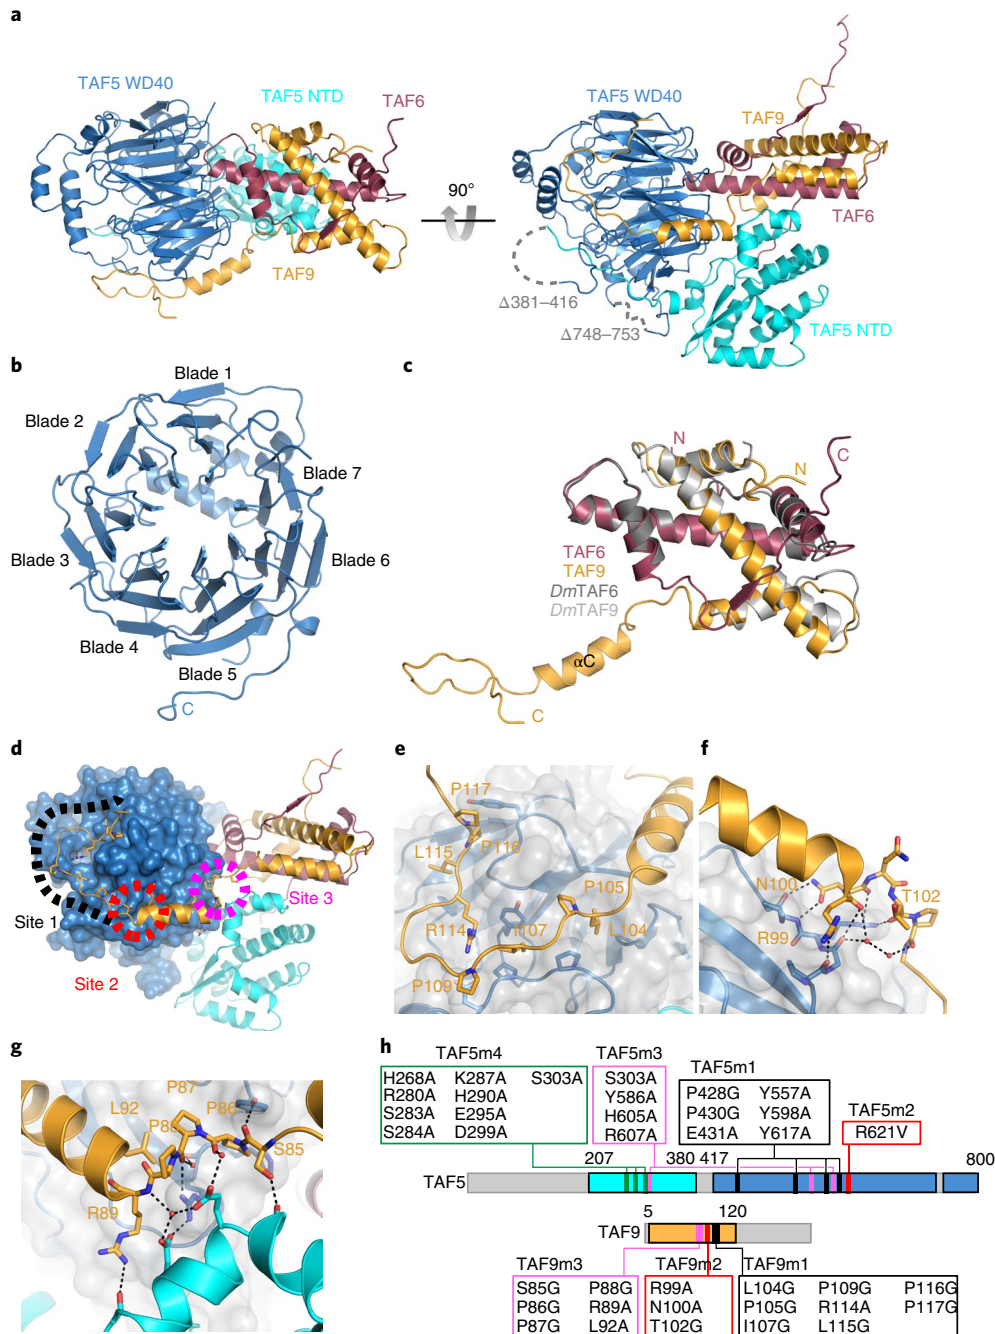 a
TAF5 WD40
TAF5 NTD
TAF6
TAF9
90°
TAF5 WD40
TAF9
TAF6
Δ381–416
Δ748–753
TAF5 NTD
b
Blade 1
Blade 2
Blade 7
Blade 3
Blade 6
Blade 4
Blade 5
C
c
N
N
C
TAF6
TAF9
DmTAF6
DmTAF9
αC
C
d
Site 1
Site 2
Site 3
e
P117
L115
P116
P105
R114
I107
L104
P109
f
N100
T102
R99
g
P87
L92
P86
P88
S85
R89
h
TAF5m4
H268A K287A S303A
R280A H290A
S283A E295A
S284A D299A
TAF5m3
S303A
Y586A
H605A
R607A
TAF5m1
P428G Y557A
P430G Y598A
E431A Y617A
TAF5m2
R621V
207 380 417 800
TAF5
5 120
TAF9
TAF9m3
S85G P88G
P86G R89A
P87G L92A
TAF9m2
R99A
N100A
T102G
TAF9m1
L104G P109G P116G
P105G R114A P117G
I107G L115G